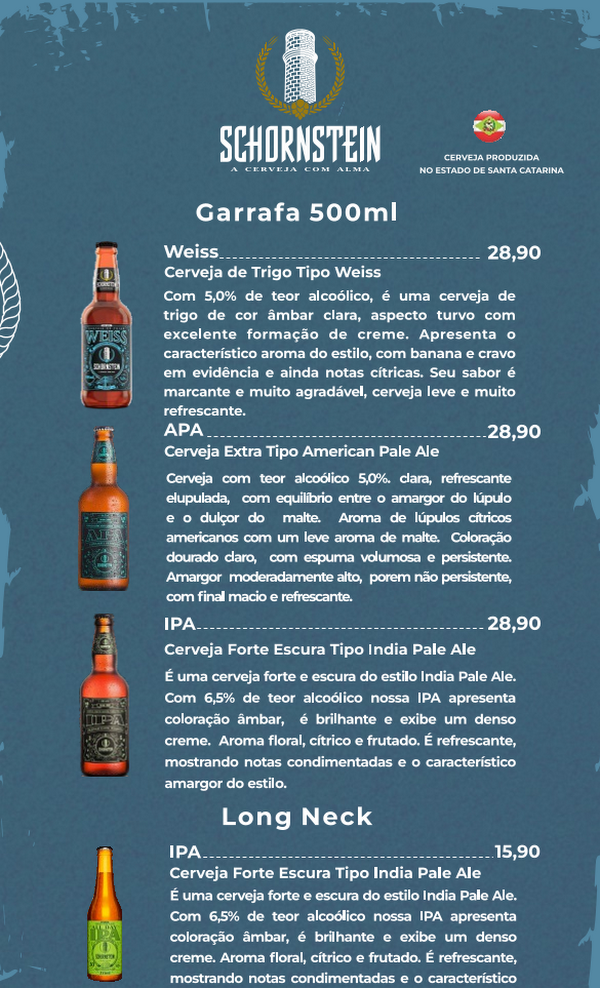 SCHORNSTEIN
A CERVEJA COM ALMA
CERVEJA PRODUZIDA
NO ESTADO DE SANTA CATARINA
Garrafa 500ml
Weiss 28,90
Cerveja de Trigo Tipo Weiss
Com 5,0% de teor alcoólico, é uma cerveja de
trigo de cor âmbar clara, aspecto turvo com
excelente formação de creme. Apresenta o
característico aroma do estilo, com banana e cravo
em evidência e ainda notas cítricas. Seu sabor é
marcante e muito agradável, cerveja leve e muito
refrescante.
WEISS
SCHORNSTEIN
APA 28,90
Cerveja Extra Tipo American Pale Ale
Cerveja com teor alcoólico 5,0%. clara, refrescante
elupulada, com equilíbrio entre o amargor do lúpulo
e o dulçor do malte. Aroma de lúpulos cítricos
americanos com um leve aroma de malte. Coloração
dourado claro, com espuma volumosa e persistente.
Amargor moderadamente alto, porem não persistente,
com final macio e refrescante.
APA
IPA 28,90
Cerveja Forte Escura Tipo India Pale Ale
É uma cerveja forte e escura do estilo India Pale Ale.
Com 6,5% de teor alcoólico nossa IPA apresenta
coloração âmbar, é brilhante e exibe um denso
creme. Aroma floral, cítrico e frutado. É refrescante,
mostrando notas condimentadas e o característico
amargor do estilo.
IPA
Long Neck
IPA 15,90
Cerveja Forte Escura Tipo India Pale Ale
É uma cerveja forte e escura do estilo India Pale Ale.
Com 6,5% de teor alcoólico nossa IPA apresenta
coloração âmbar, é brilhante e exibe um denso
creme. Aroma floral, cítrico e frutado. É refrescante,
mostrando notas condimentadas e o característico
IPA